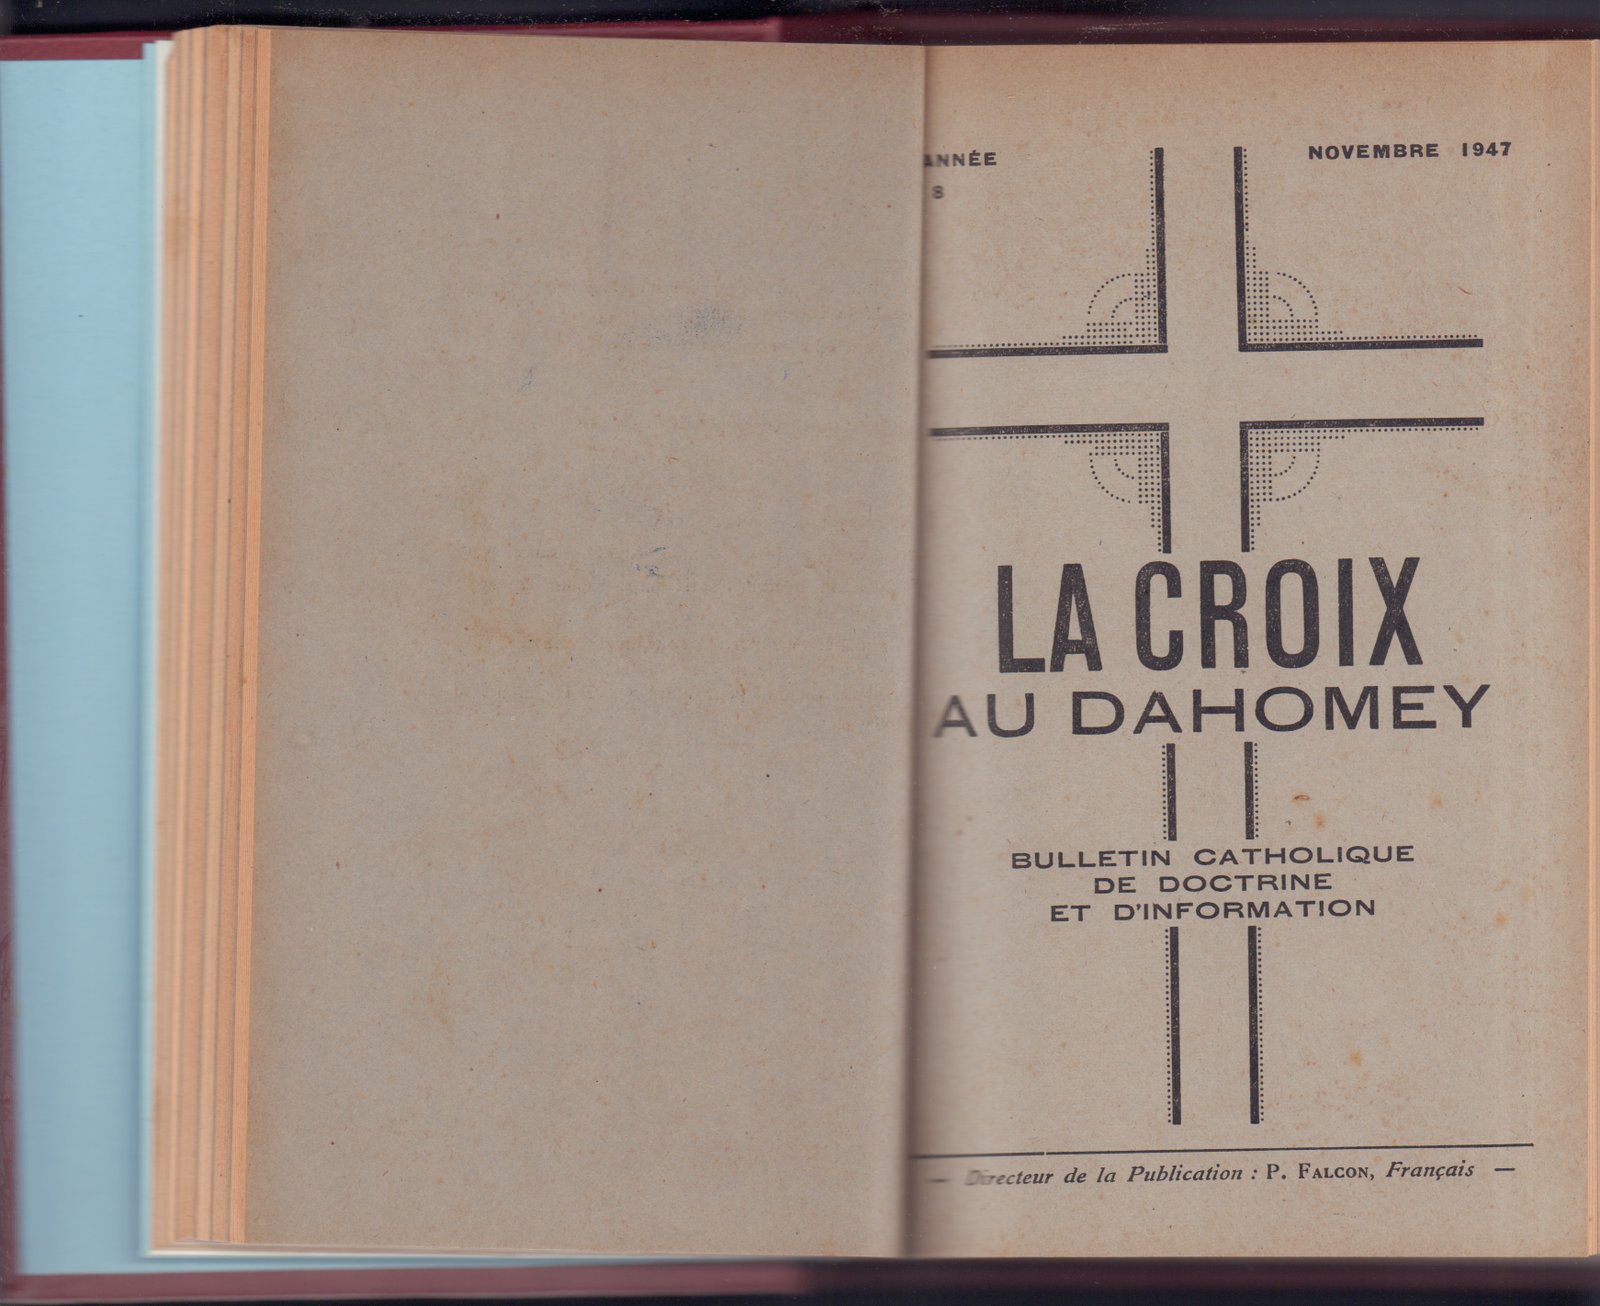 ANNÉE
NOVEMBRE 1947
8
LA CROIX
AU DAHOMEY
BULLETIN CATHOLIQUE
DE DOCTRINE
ET D'INFORMATION
— Directeur de la Publication : P. FALCON, Français —